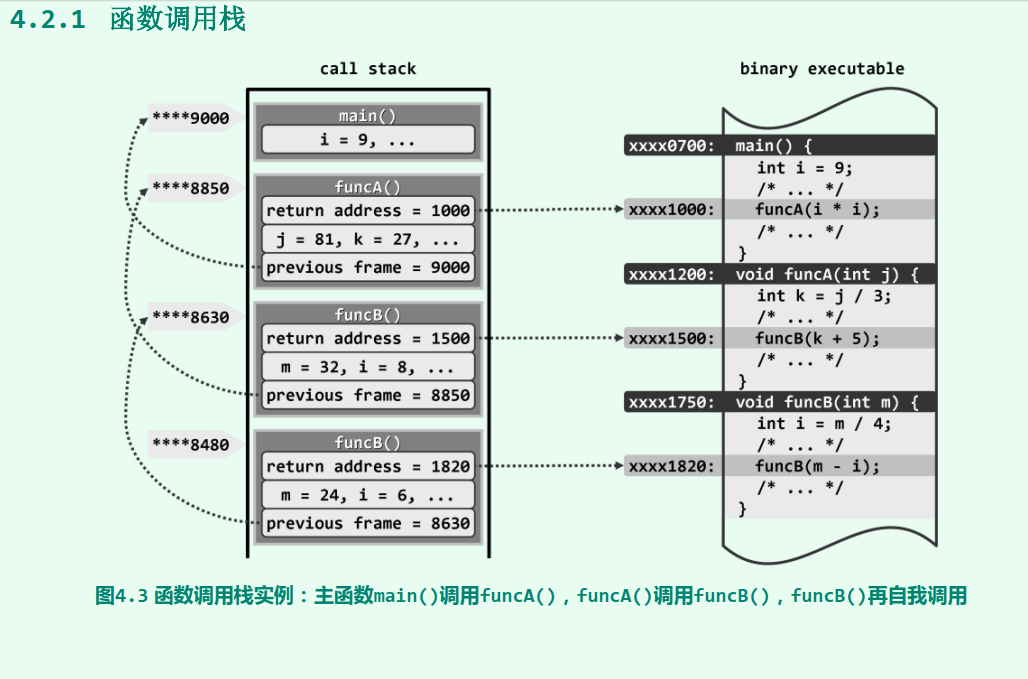 4.2.1 函数调用栈
call stack
****9000
main()
i = 9, ...
****8850
funcA()
return address = 1000
j = 81, k = 27, ...
previous frame = 9000
****8630
funcB()
return address = 1500
m = 32, i = 8, ...
previous frame = 8850
****8480
funcB()
return address = 1820
m = 24, i = 6, ...
previous frame = 8630
binary executable
xxxx0700: main() {
int i = 9;
/* ... */
xxxx1000: funcA(i * i);
/* ... */
}
xxxx1200: void funcA(int j) {
int k = j / 3;
/* ... */
xxxx1500: funcB(k + 5);
/* ... */
}
xxxx1750: void funcB(int m) {
int i = m / 4;
/* ... */
xxxx1820: funcB(m - i);
/* ... */
}
图4.3 函数调用栈实例：主函数main()调用funcA()，funcA()调用funcB()，funcB()再自我调用